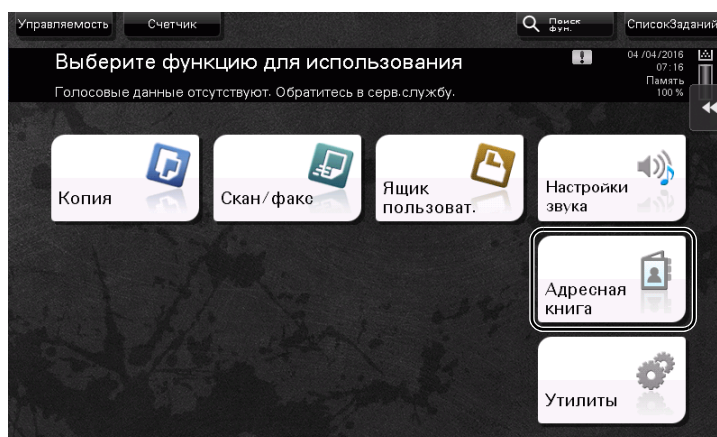 Управляемость
Счетчик
Поиск
фун.
СписокЗаданий
Выберите функцию для использования
04/04/2016
07:16
Голосовые данные отсутствуют. Обратитесь в серв.службу.
Память
100 %
Копия
Скан/факс
Ящик
пользоват.
Настройки
звука
Адресная
книга
Утилиты